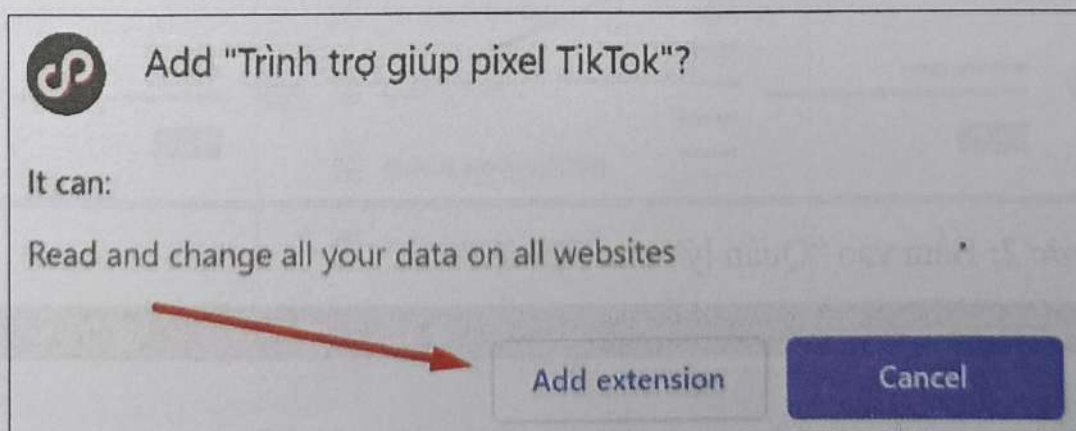 Add "Trình trợ giúp pixel TikTok"?
It can:
Read and change all your data on all websites
Add extension
Cancel